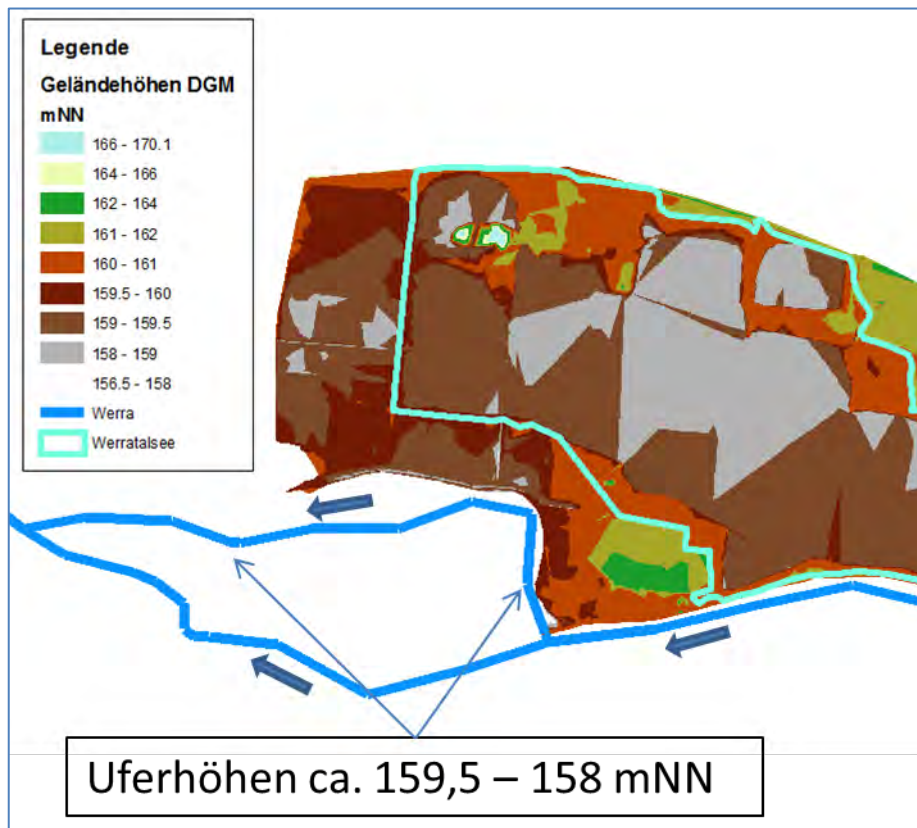 Legende
Geländehöhen DGM
mNN
166 - 170.1
164 - 166
162 - 164
161 - 162
160 - 161
159.5 - 160
159 - 159.5
158 - 159
156.5 - 158
Werra
Werratalsee
Uferhöhen ca. 159,5 – 158 mNN